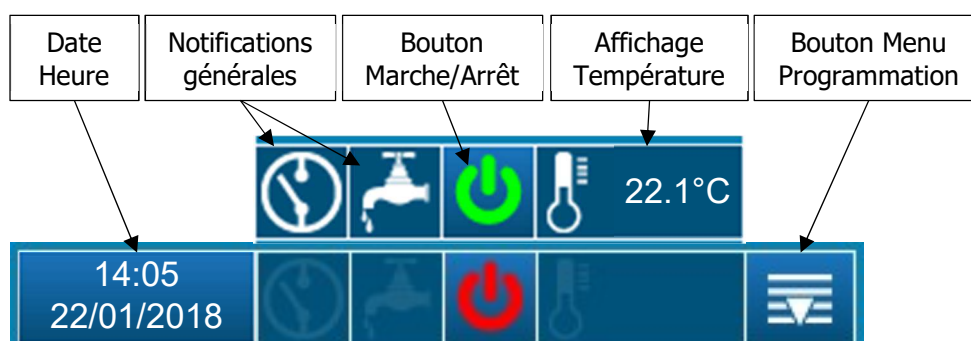 Date
Heure
Notifications
générales
Bouton
Marche/Arrêt
Affichage
Température
Bouton Menu
Programmation
22.1°C
14:05
22/01/2018